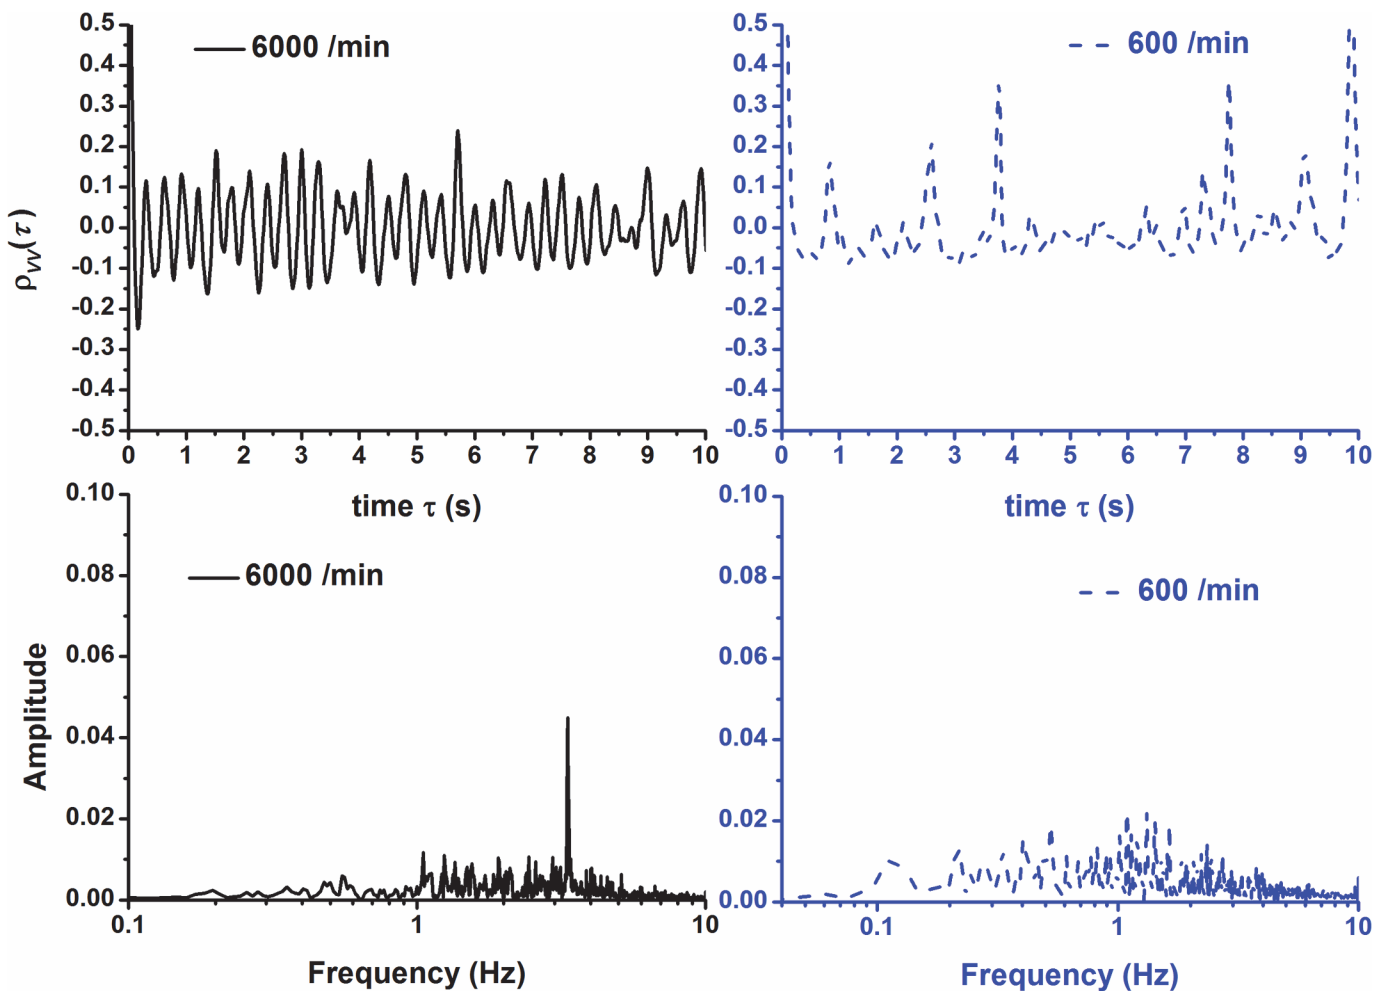 6000 /min
0.5
0.4
0.3
0.2
0.1
0.0
-0.1
-0.2
-0.3
-0.4
-0.5
ρVV(τ)
0 1 2 3 4 5 6 7 8 9 10
time τ (s)
600 /min
0.5
0.4
0.3
0.2
0.1
0.0
-0.1
-0.2
-0.3
-0.4
-0.5
0 1 2 3 4 5 6 7 8 9 10
time τ (s)
6000 /min
0.10
0.08
0.06
0.04
0.02
0.00
Amplitude
0.1 1 10
Frequency (Hz)
600 /min
0.10
0.08
0.06
0.04
0.02
0.00
0.1 1 10
Frequency (Hz)